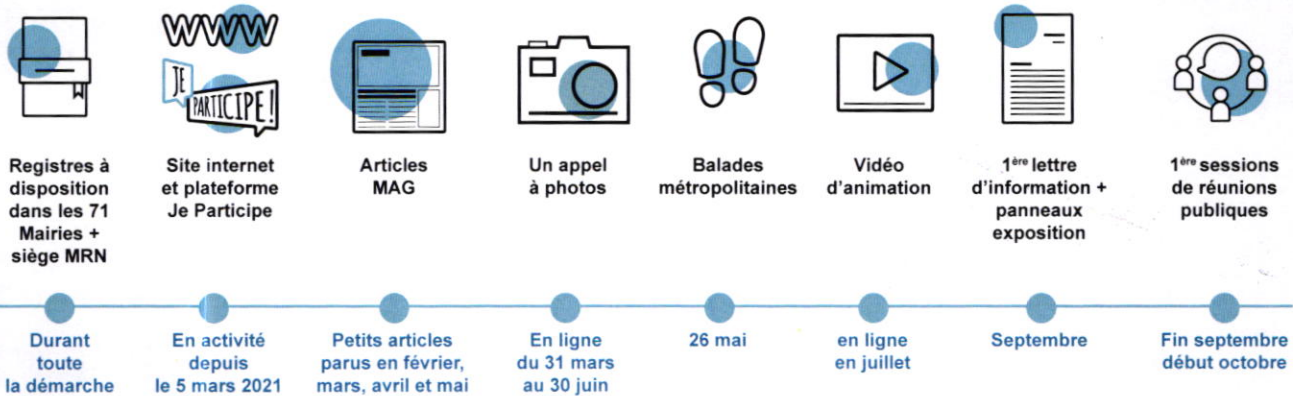 WWW
JE
PARTICIPE!
Registres à
disposition
dans les 71
Mairies +
siège MRN
Site internet
et plateforme
Je Participe
Articles
MAG
Un appel
à photos
Balades
métropolitaines
Vidéo
d'animation
1ère lettre
d'information +
panneaux
exposition
1ère sessions
de réunions
publiques
Durant
toute
la démarche
En activité
depuis
le 5 mars 2021
Petits articles
parus en février,
mars, avril et mai
En ligne
du 31 mars
au 30 juin
26 mai
en ligne
en juillet
Septembre
Fin septembre
début octobre